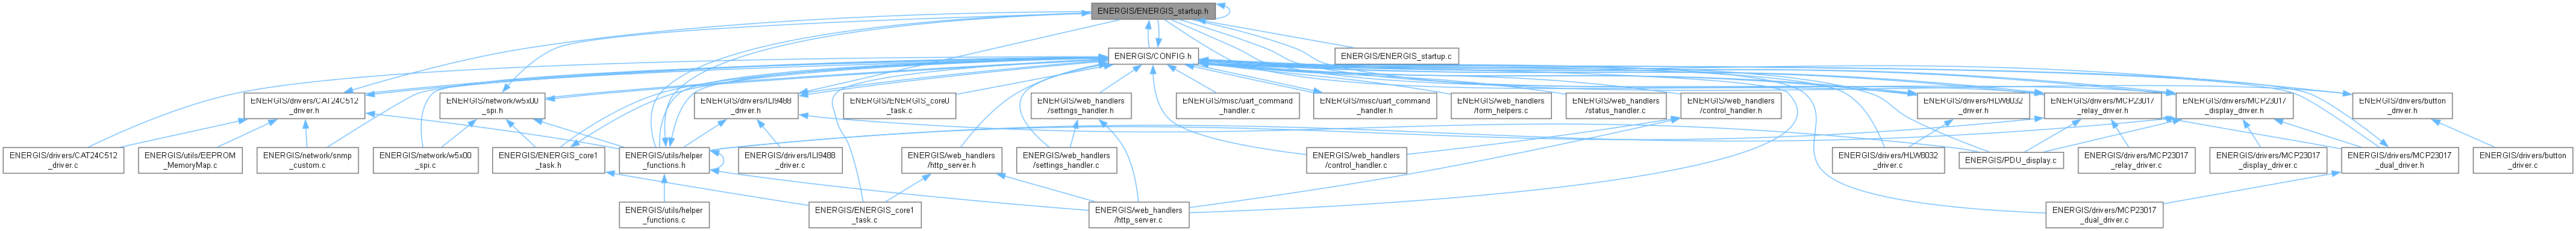 ENERGIS/ENERGIS_startup.h
ENERGIS/CONFIG.h
ENERGIS/ENERGIS_startup.c
ENERGIS/drivers/CAT24C512
_driver.h
ENERGIS/network/w5x00
_spi.h
ENERGIS/drivers/ILI9488
_driver.h
ENERGIS/ENERGIS_core0
_task.c
ENERGIS/web_handlers
/settings_handler.h
ENERGIS/misc/uart_command
_handler.c
ENERGIS/misc/uart_command
_handler.h
ENERGIS/web_handlers
/form_helpers.c
ENERGIS/web_handlers
/status_handler.c
ENERGIS/web_handlers
/control_handler.h
ENERGIS/drivers/HLW8032
_driver.h
ENERGIS/drivers/MCP23017
_relay_driver.h
ENERGIS/drivers/MCP23017
_display_driver.h
ENERGIS/drivers/button
_driver.h
ENERGIS/drivers/CAT24C512
_driver.c
ENERGIS/utils/EEPROM
_MemoryMap.c
ENERGIS/network/snmp
_custom.c
ENERGIS/network/w5x00
_spi.c
ENERGIS/ENERGIS_core1
_task.h
ENERGIS/utils/helper
_functions.h
ENERGIS/drivers/ILI9488
_driver.c
ENERGIS/web_handlers
/http_server.h
ENERGIS/web_handlers
/settings_handler.c
ENERGIS/web_handlers
/control_handler.c
ENERGIS/drivers/HLW8032
_driver.c
ENERGIS/PDU_display.c
ENERGIS/drivers/MCP23017
_relay_driver.c
ENERGIS/drivers/MCP23017
_display_driver.c
ENERGIS/drivers/MCP23017
_dual_driver.h
ENERGIS/drivers/button
_driver.c
ENERGIS/utils/helper
_functions.c
ENERGIS/ENERGIS_core1
_task.c
ENERGIS/web_handlers
/http_server.c
ENERGIS/drivers/MCP23017
_dual_driver.c